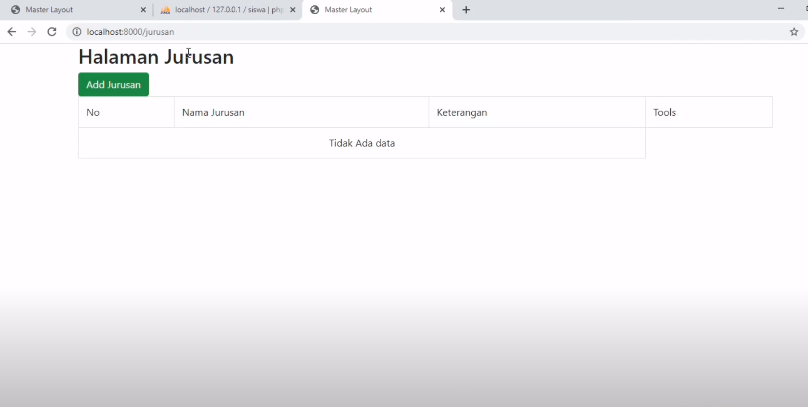 Master Layout
localhost / 127.0.0.1 / siswa | php
Master Layout
localhost:8000/jurusan
Halaman Jurusan
Add Jurusan
No Nama Jurusan Keterangan Tools
Tidak Ada data